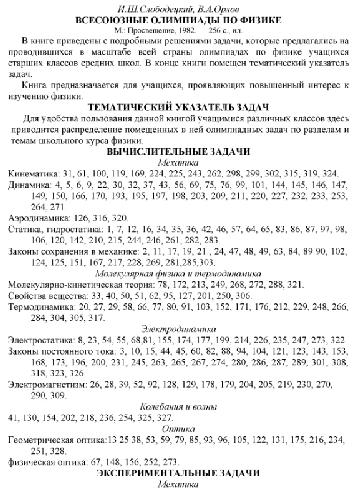 И.Ш.Слободецкий, В.А.Орлов
ВСЕСОЮЗНЫЕ ОЛИМПИАДЫ ПО ФИЗИКЕ
М.: Просвещение, 1982. 256 с., ил.
В книге приведены с подробными решениями задачи, которые предлагались на
проводившихся в масштабе всей страны олимпиадах по физике учащихся
старших классов средних школ. В конце книги помещен тематический указатель
задач.
Книга предназначается для учащихся, проявляющих повышенный интерес к
изучению физики.
ТЕМАТИЧЕСКИЙ УКАЗАТЕЛЬ ЗАДАЧ
Для удобства пользования данной книгой учащимися различных классов здесь
приводится распределение помещенных в ней олимпиадных задач по разделам и
темам школьного курса физики.
ВЫЧИСЛИТЕЛЬНЫЕ ЗАДАЧИ
Механика
Кинематика: 31, 61, 100, 119, 169, 224, 225, 243, 262, 298, 299, 302, 315, 319, 324.
Динамика: 4, 5, 6, 9, 22, 30, 32, 37, 43, 56, 69, 75, 76, 99, 101, 144, 145, 146, 147,
149, 150, 166, 170, 193, 195, 197, 198, 203, 209, 211, 220, 227, 232, 233, 253,
264, 271.
Аэродинамика: 126, 316, 320.
Статика, гидростатика: 1, 7, 12, 16, 34, 35, 36, 42, 46, 57, 64, 65, 83, 86, 87, 97, 98,
106, 120, 142, 210, 215, 244, 246, 261, 282, 283.
Законы сохранения в механике: 2, 11, 17, 19, 21, 24, 47, 48, 49, 63, 84, 89 90, 102,
124, 125, 151, 167, 217, 228, 269, 281,285,303.
Молекулярная физика и термодинамика
Молекулярно-кинетическая теория: 78, 172, 213, 249, 268, 272, 288, 321.
Свойства вещества: 33, 40, 50, 51, 62, 95, 127, 201, 250, 306.
Термодинамика: 20, 27, 29, 58, 66, 77, 80, 91, 103, 152, 171, 176, 212, 229, 248, 266,
284, 304, 305, 317.
Электродинамика
Электростатика: 8, 23, 54, 55, 68,81, 155, 174, 177, 199, 214, 226, 235, 247, 273, 322
Законы постоянного тока: 3, 10, 15, 44, 45, 60, 82, 88, 94, 104, 121, 123, 143, 153,
168, 173, 196, 200, 231, 245, 263, 265, 267, 274, 280, 286, 287, 289, 301, 308,
318, 323, 326.
Электромагнетизм: 26, 28, 39, 52, 92, 128, 129, 178, 179, 204, 205, 219, 230, 270,
290, 309.
Колебания и волны
41, 130, 154, 202, 218, 236, 254, 325, 327.
Оптика
Геометрическая оптика:13 25 38, 53, 59, 79, 85, 93, 96, 105, 122, 131, 175, 216, 234,
251, 328.
физическая оптика: 67, 148, 156, 252, 273.
ЭКСПЕРИМЕНТАЛЬНЫЕ ЗАДАЧИ
Механика